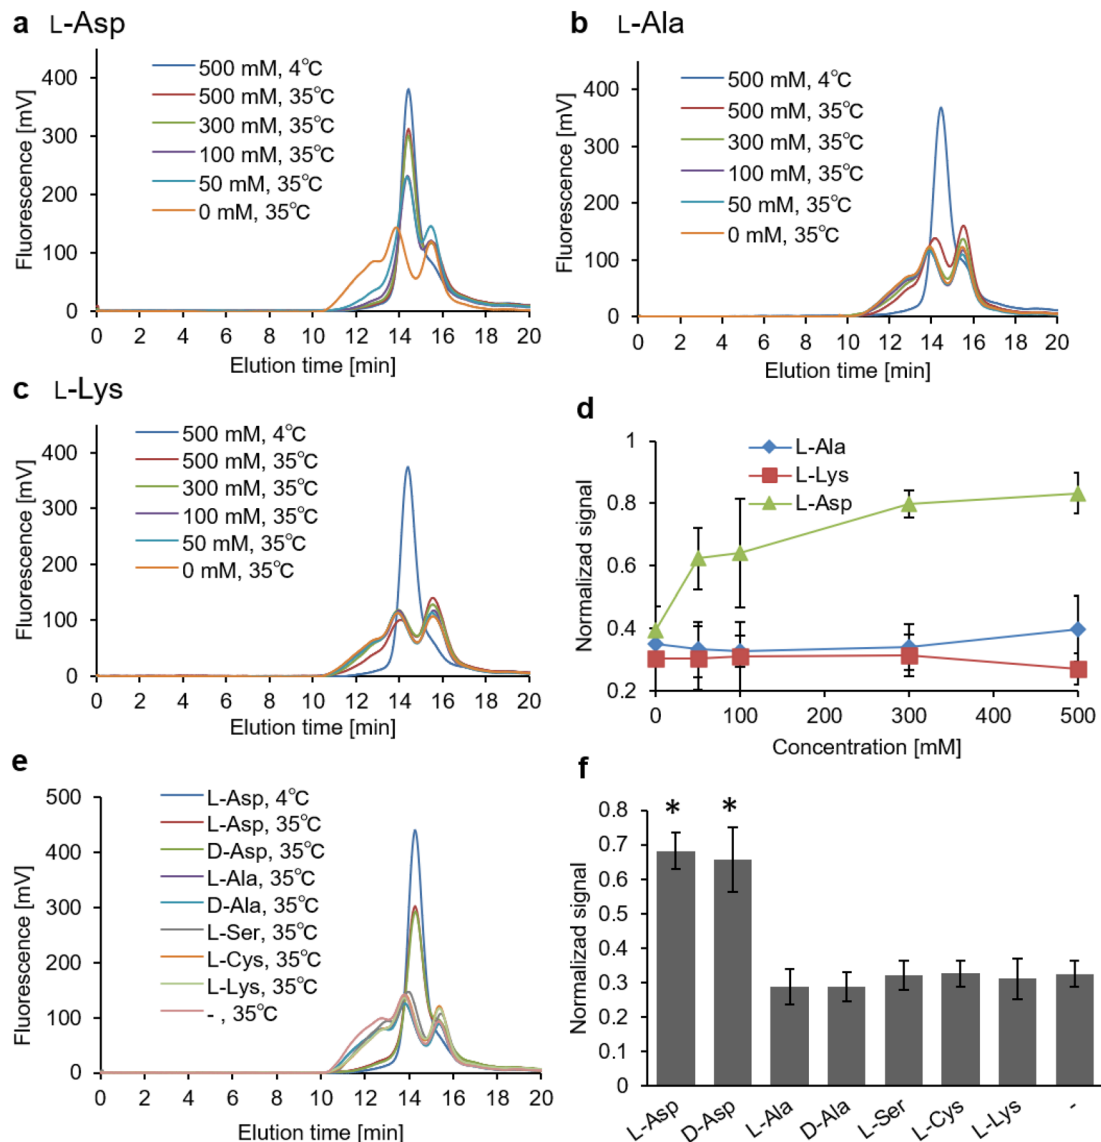 a L-Asp
500 mM, 4℃
500 mM, 35℃
300 mM, 35℃
100 mM, 35℃
50 mM, 35℃
0 mM, 35℃
Fluorescence [mV]
400
300
200
100
0
0 2 4 6 8 10 12 14 16 18 20
Elution time [min]
b L-Ala
500 mM, 4℃
500 mM, 35℃
300 mM, 35℃
100 mM, 35℃
50 mM, 35℃
0 mM, 35℃
Fluorescence [mV]
400
300
200
100
0
0 2 4 6 8 10 12 14 16 18 20
Elution time [min]
c L-Lys
500 mM, 4℃
500 mM, 35℃
300 mM, 35℃
100 mM, 35℃
50 mM, 35℃
0 mM, 35℃
Fluorescence [mV]
400
300
200
100
0
0 2 4 6 8 10 12 14 16 18 20
Elution time [min]
d
L-Ala
L-Lys
L-Asp
Normalizad signal
1
0.8
0.6
0.4
0.2
0 100 200 300 400 500
Concentration [mM]
e
L-Asp, 4℃
L-Asp, 35℃
D-Asp, 35℃
L-Ala, 35℃
D-Ala, 35℃
L-Ser, 35℃
L-Cys, 35℃
L-Lys, 35℃
- , 35℃
Fluorescence [mV]
500
400
300
200
100
0
0 2 4 6 8 10 12 14 16 18 20
Elution time [min]
f
Normalizad signal
0.8
0.7
0.6
0.5
0.4
0.3
0.2
0.1
0
* *
L-Asp D-Asp L-Ala D-Ala L-Ser L-Cys L-Lys -